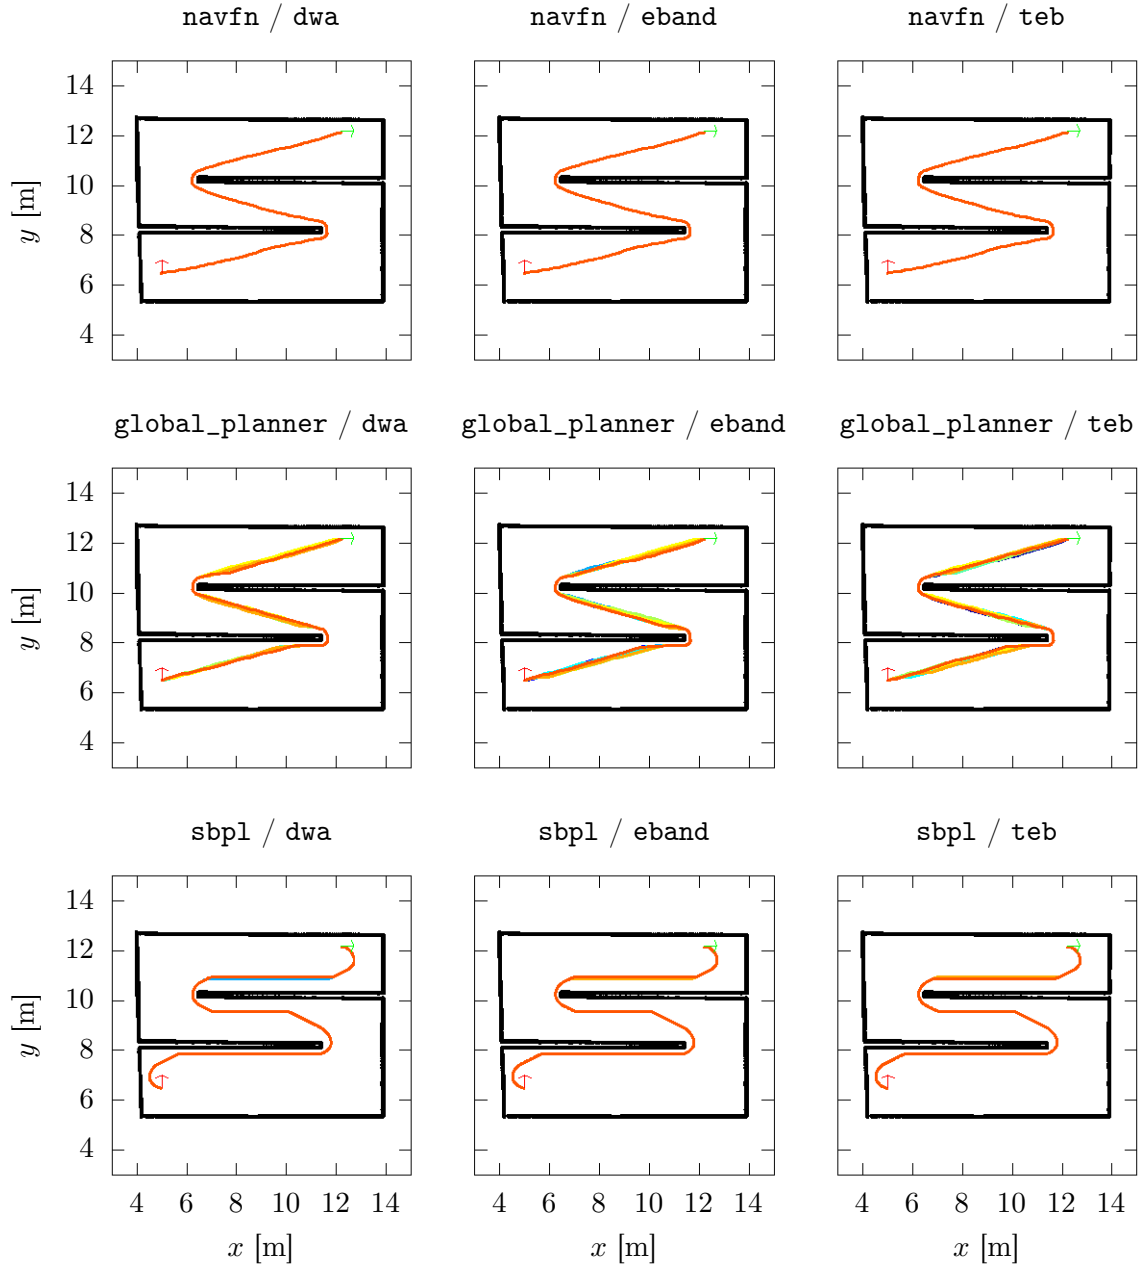 navfn / dwa navfn / eband navfn / teb
14
12
10
8
6
4
y [m]
global_planner / dwa global_planner / eband global_planner / teb
14
12
10
8
6
4
y [m]
sbpl / dwa sbpl / eband sbpl / teb
14
12
10
8
6
4
y [m]
4 6 8 10 12 14 4 6 8 10 12 14 4 6 8 10 12 14
x [m] x [m] x [m]